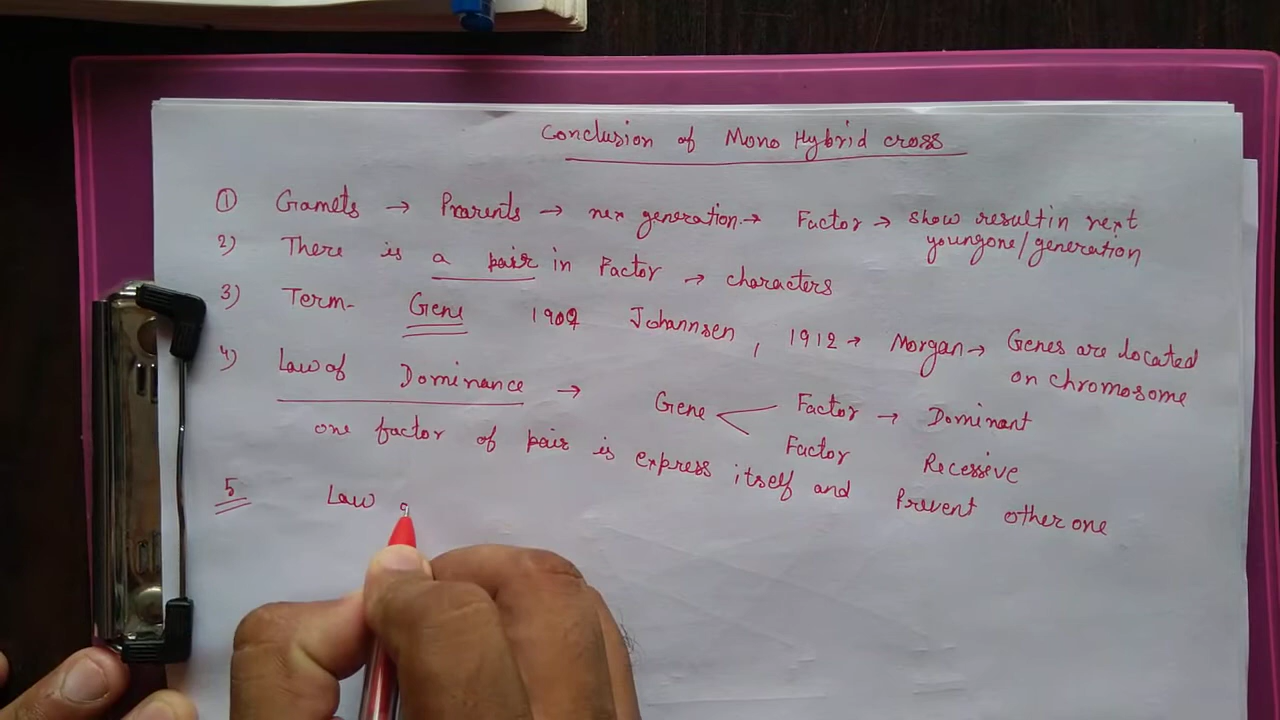 Conclusion of Mono Hybrid cross
① Gamets → Prarents → nex generation → Factor → show result in next
youngone/generation
2) There is a pair in Factor → characters
3) Term- Gene 1909 Johannsen, 1912 → Morgan → Genes are located
on chromosome
4) Law of Dominance → Gene Factor → Dominant
Factor Recessive
one factor of pair is express itself and Prevent other one
5 Law